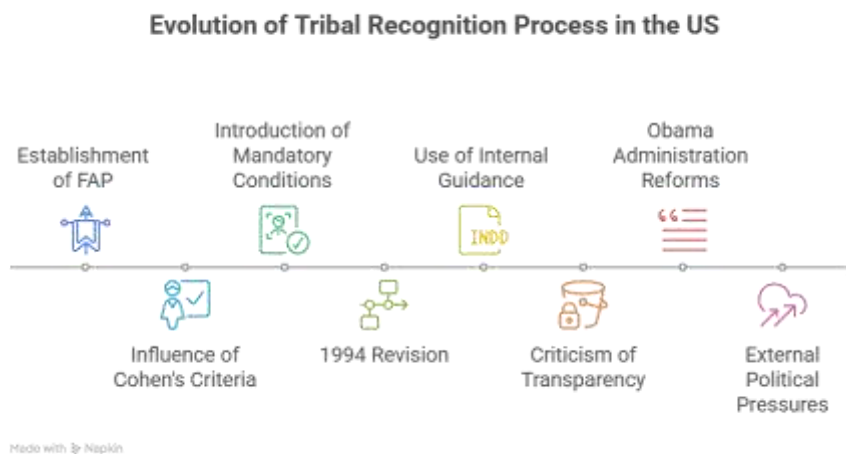 Evolution of Tribal Recognition Process in the US
Establishment
of FAP
Influence of
Cohen's Criteria
Introduction of
Mandatory
Conditions
1994 Revision
Use of Internal
Guidance
INDD
Criticism of
Transparency
Obama
Administration
Reforms
External
Political
Pressures
Made with Napkin